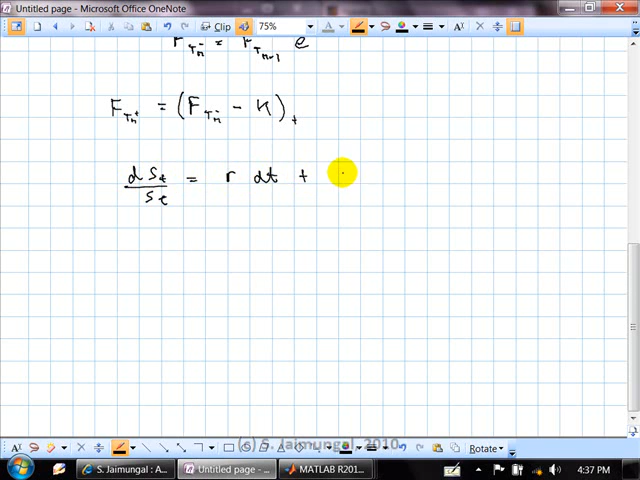 Untitled page - Microsoft Office OneNote
Clip 75%
F_{T_n^-} = F_{T_{n-1}} e
F_{T_n^+} = (F_{T_n^-} - K)_+
dS_t / S_t = r dt +
(c) S. Jaimungal, 2010
Rotate
S. Jaimungal : A... Untitled page - ... MATLAB R201... 4:37 PM